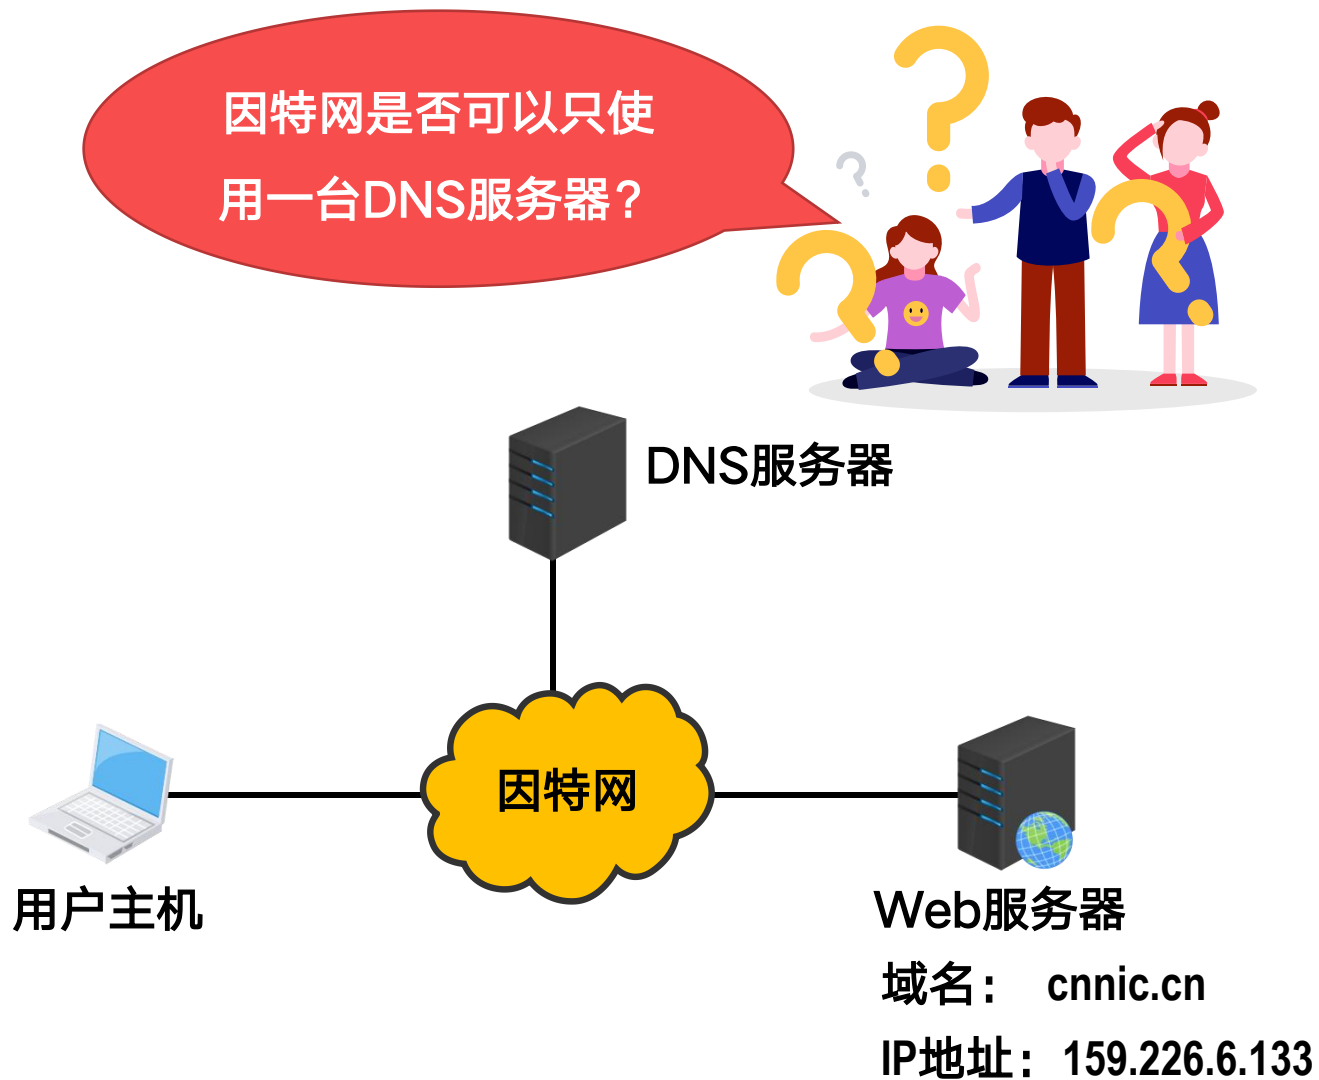 因特网是否可以只使
用一台DNS服务器？
DNS服务器
因特网
用户主机
Web服务器
域名： cnnic.cn
IP地址：159.226.6.133